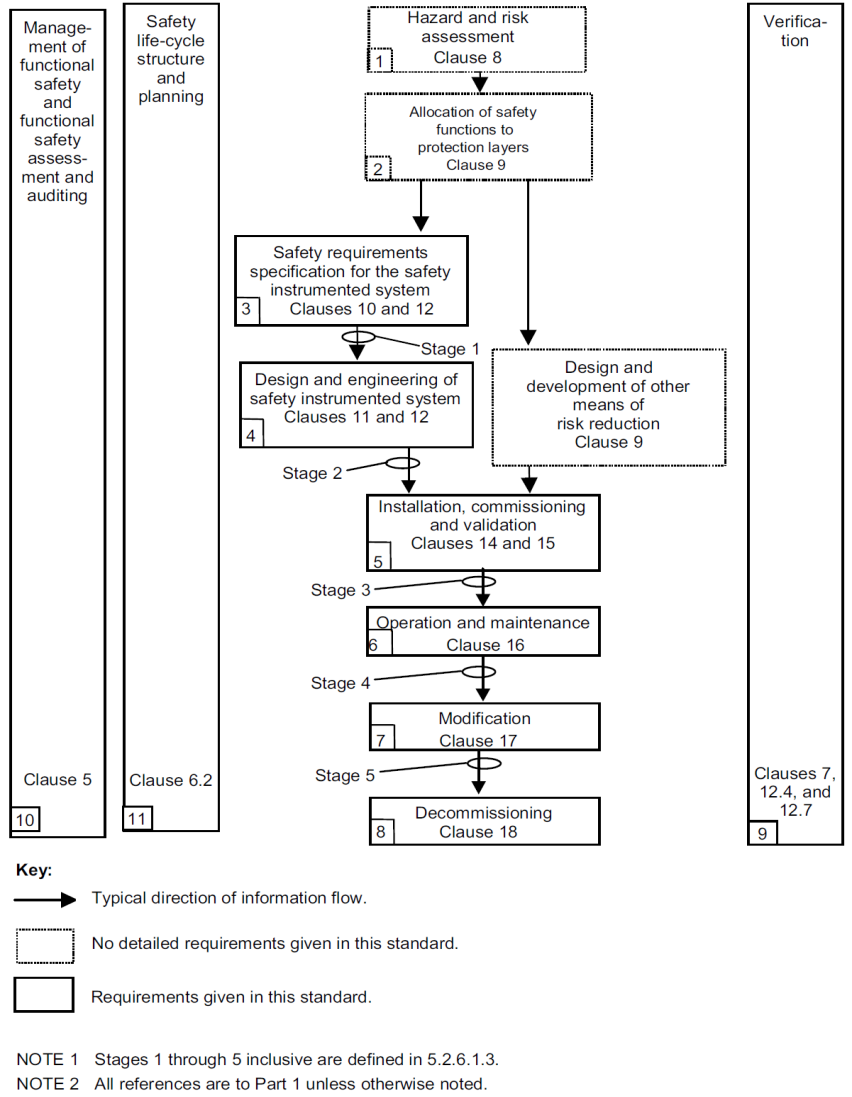 Manage-
ment of
functional
safety
and
functional
safety
assess-
ment and
auditing
Clause 5
10
Safety
life-cycle
structure
and
planning
Clause 6.2
11
Hazard and risk
assessment
Clause 8
1
Allocation of safety
functions to
protection layers
Clause 9
2
Safety requirements
specification for the safety
instrumented system
Clauses 10 and 12
3
Stage 1
Design and engineering of
safety instrumented system
Clauses 11 and 12
4
Design and
development of other
means of
risk reduction
Clause 9
Stage 2
Installation, commissioning
and validation
Clauses 14 and 15
5
Stage 3
Operation and maintenance
Clause 16
6
Stage 4
Modification
Clause 17
7
Stage 5
Decommissioning
Clause 18
8
Verifica-
tion
Clauses 7,
12.4, and
12.7
9
Key:
Typical direction of information flow.
No detailed requirements given in this standard.
Requirements given in this standard.
NOTE 1 Stages 1 through 5 inclusive are defined in 5.2.6.1.3.
NOTE 2 All references are to Part 1 unless otherwise noted.